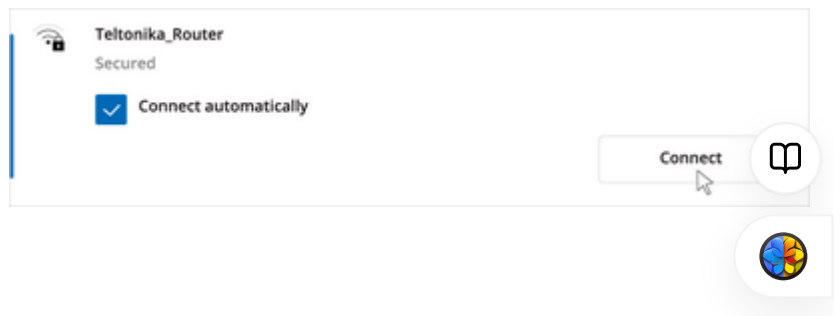 Teltonika_Router
Secured
Connect automatically
Connect